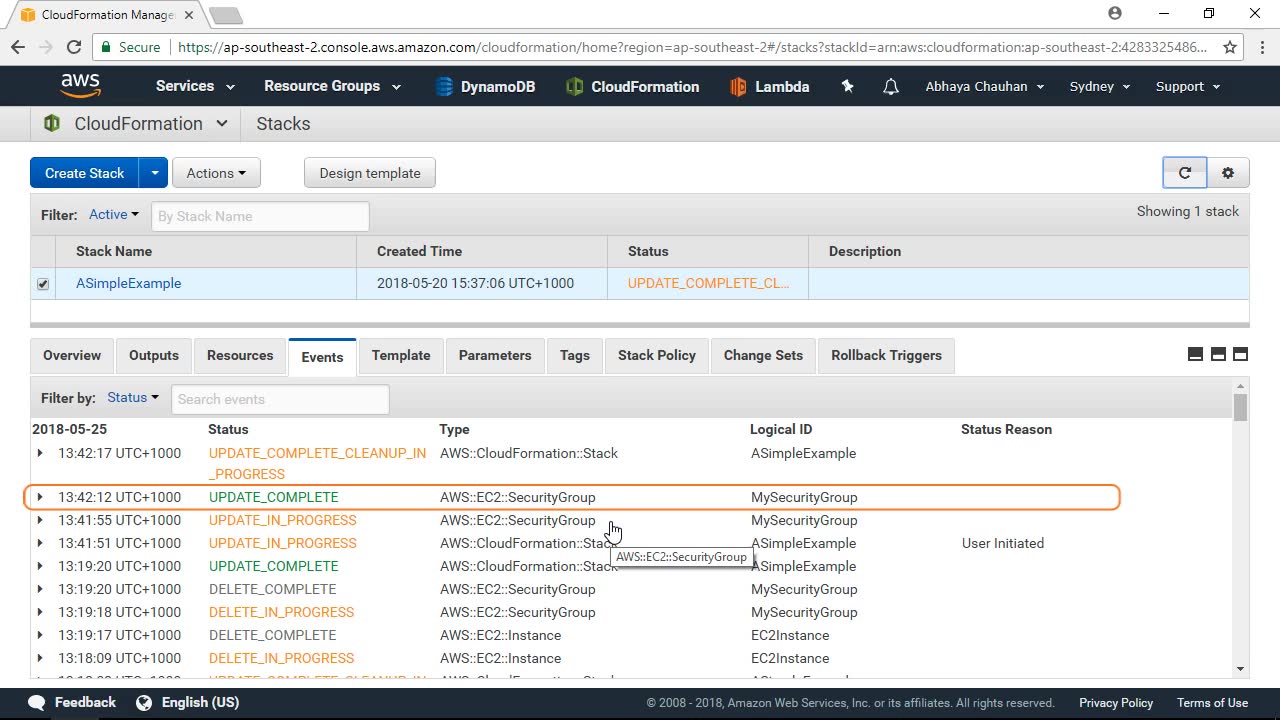 CloudFormation Manage
Secure
https://ap-southeast-2.console.aws.amazon.com/cloudformation/home?region=ap-southeast-2#/stacks?stackId=arn:aws:cloudformation:ap-southeast-2:4283325486...
aws Services Resource Groups DynamoDB CloudFormation Lambda Abhaya Chauhan Sydney Support
CloudFormation Stacks
Create Stack Actions Design template
Filter: Active By Stack Name Showing 1 stack
Stack Name Created Time Status Description
ASimpleExample 2018-05-20 15:37:06 UTC+1000 UPDATE_COMPLETE_CL...
Overview Outputs Resources Events Template Parameters Tags Stack Policy Change Sets Rollback Triggers
Filter by: Status Search events
2018-05-25 Status Type Logical ID Status Reason
13:42:17 UTC+1000 UPDATE_COMPLETE_CLEANUP_IN AWS::CloudFormation::Stack ASimpleExample
_PROGRESS
13:42:12 UTC+1000 UPDATE_COMPLETE AWS::EC2::SecurityGroup MySecurityGroup
13:41:55 UTC+1000 UPDATE_IN_PROGRESS AWS::EC2::SecurityGroup MySecurityGroup
13:41:51 UTC+1000 UPDATE_IN_PROGRESS AWS::CloudFormation::Stack ASimpleExample User Initiated
AWS::EC2::SecurityGroup
13:19:20 UTC+1000 UPDATE_COMPLETE AWS::CloudFormation::Stack ASimpleExample
13:19:20 UTC+1000 DELETE_COMPLETE AWS::EC2::SecurityGroup MySecurityGroup
13:19:18 UTC+1000 DELETE_IN_PROGRESS AWS::EC2::SecurityGroup MySecurityGroup
13:19:17 UTC+1000 DELETE_COMPLETE AWS::EC2::Instance EC2Instance
13:18:09 UTC+1000 DELETE_IN_PROGRESS AWS::EC2::Instance EC2Instance
Feedback English (US) © 2008 - 2018, Amazon Web Services, Inc. or its affiliates. All rights reserved. Privacy Policy Terms of Use